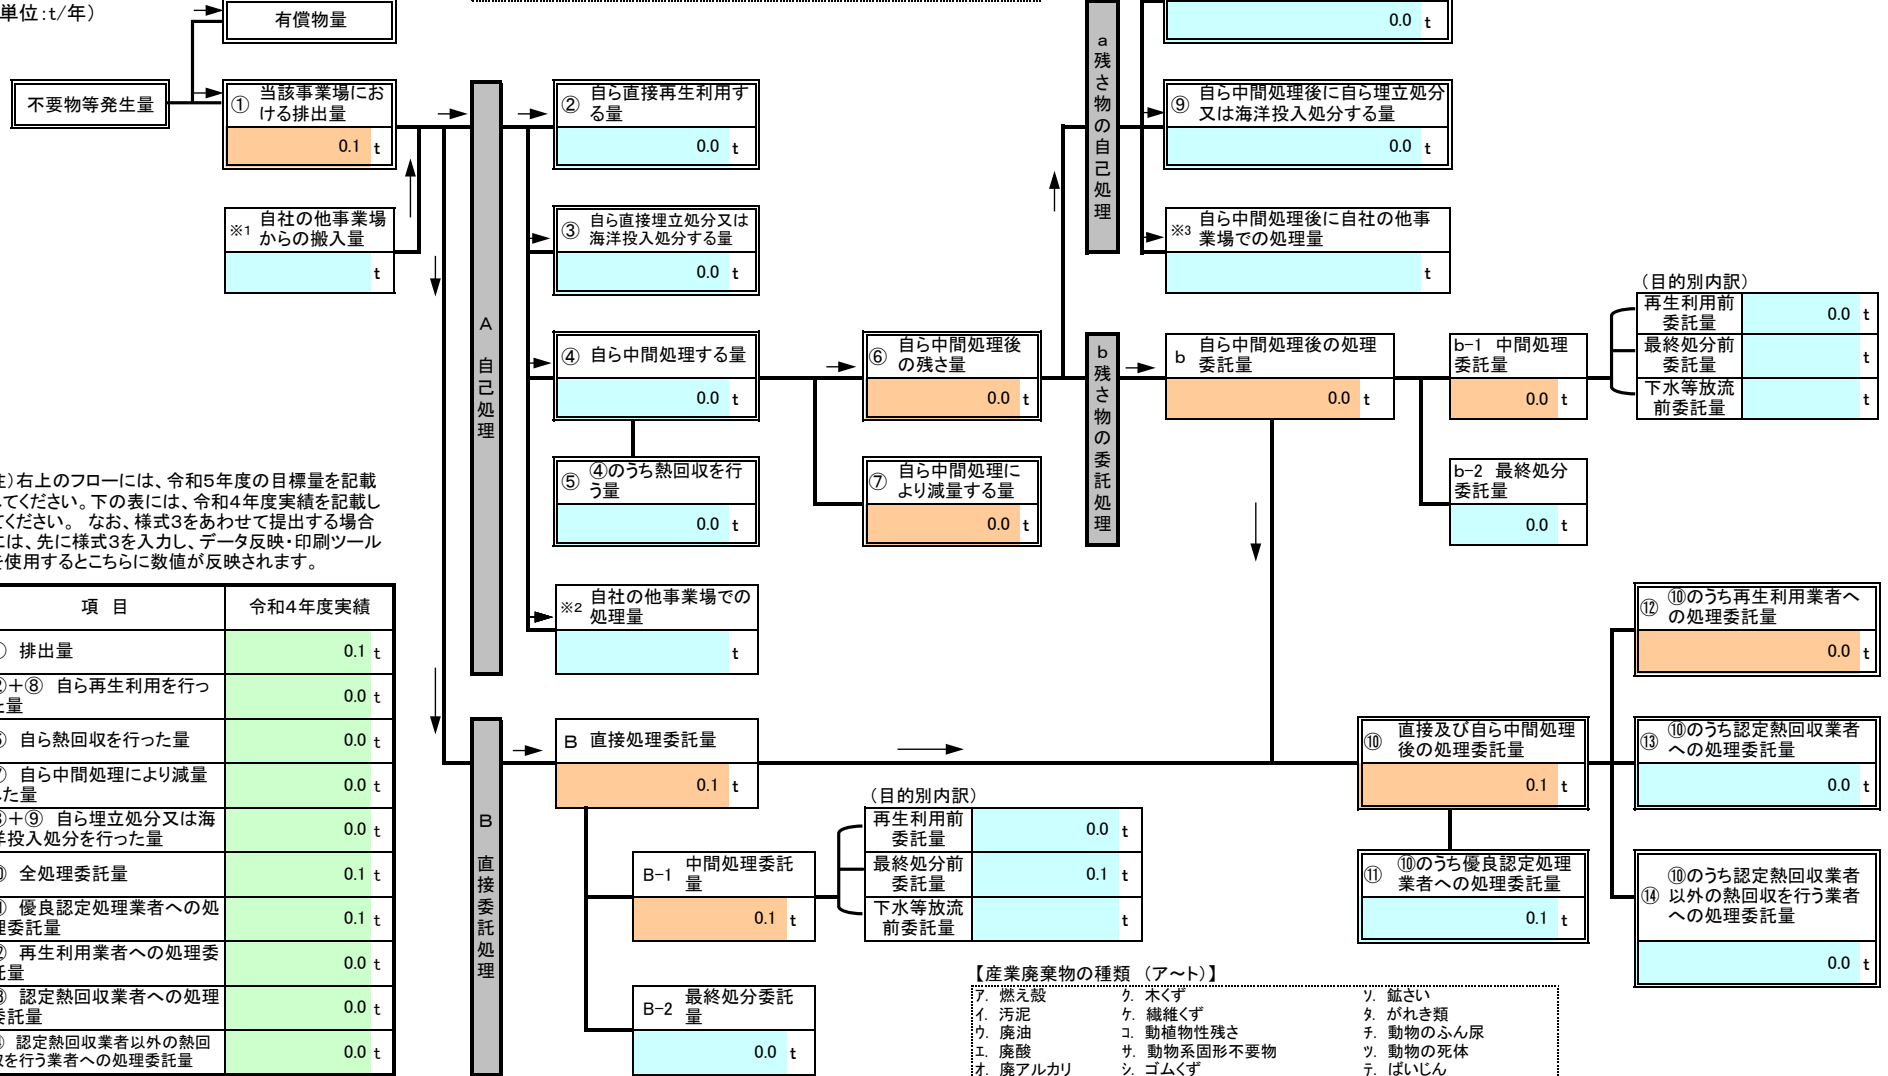 単位:t/年)
有償物量
不要物等発生量
① 当該事業場にお
ける排出量
0.1 t
※1 自社の他事業場
からの搬入量
t
A 自己処理
② 自ら直接再生利用す
る量
0.0 t
③ 自ら直接埋立処分又は
海洋投入処分する量
0.0 t
④ 自ら中間処理する量
0.0 t
⑤ ④のうち熱回収を行
う量
0.0 t
※2 自社の他事業場での
処理量
t
⑥ 自ら中間処理後
の残さ量
0.0 t
⑦ 自ら中間処理に
より減量する量
0.0 t
a残さ物の自己処理
0.0 t
⑨ 自ら中間処理後に自ら埋立処分
又は海洋投入処分する量
0.0 t
※3 自ら中間処理後に自社の他事
業場での処理量
t
b残さ物の委託処理
b 自ら中間処理後の処理
委託量
0.0 t
b-1 中間処理
委託量
0.0 t
(目的別内訳)
再生利用前
委託量
0.0 t
最終処分前
委託量
t
下水等放流
前委託量
t
b-2 最終処分
委託量
0.0 t
注)右上のフローには、令和5年度の目標量を記載
してください。下の表には、令和4年度実績を記載し
てください。 なお、様式3をあわせて提出する場合
には、先に様式3を入力し、データ反映・印刷ツール
を使用するとこちらに数値が反映されます。
項 目 令和4年度実績
① 排出量 0.1 t
②+⑧ 自ら再生利用を行っ
た量
0.0 t
⑤ 自ら熱回収を行った量 0.0 t
⑦ 自ら中間処理により減量
した量
0.0 t
③+⑨ 自ら埋立処分又は海
洋投入処分を行った量
0.0 t
⑩ 全処理委託量 0.1 t
⑪ 優良認定処理業者への処
理委託量
0.1 t
⑫ 再生利用業者への処理委
託量
0.0 t
⑬ 認定熱回収業者への処理
委託量
0.0 t
⑭ 認定熱回収業者以外の熱回
収を行う業者への処理委託量
0.0 t
B 直接委託処理
B 直接処理委託量
0.1 t
B-1 中間処理委託
量
0.1 t
(目的別内訳)
再生利用前
委託量
0.0 t
最終処分前
委託量
0.1 t
下水等放流
前委託量
t
B-2 最終処分委託
量
0.0 t
⑩ 直接及び自ら中間処理
後の処理委託量
0.1 t
⑪ ⑩のうち優良認定処理
業者への処理委託量
0.1 t
⑫ ⑩のうち再生利用業者へ
の処理委託量
0.0 t
⑬ ⑩のうち認定熱回収業者
への処理委託量
0.0 t
⑭ ⑩のうち認定熱回収業者
以外の熱回収を行う業者
への処理委託量
0.0 t
【産業廃棄物の種類 (ア～ト)】
ア. 燃え殻 ク. 木くず ソ. 鉱さい
イ. 汚泥 ケ. 繊維くず タ. がれき類
ウ. 廃油 コ. 動植物性残さ チ. 動物のふん尿
エ. 廃酸 サ. 動物系固形不要物 ツ. 動物の死体
オ. 廃アルカリ シ. ゴムくず テ. ばいじん